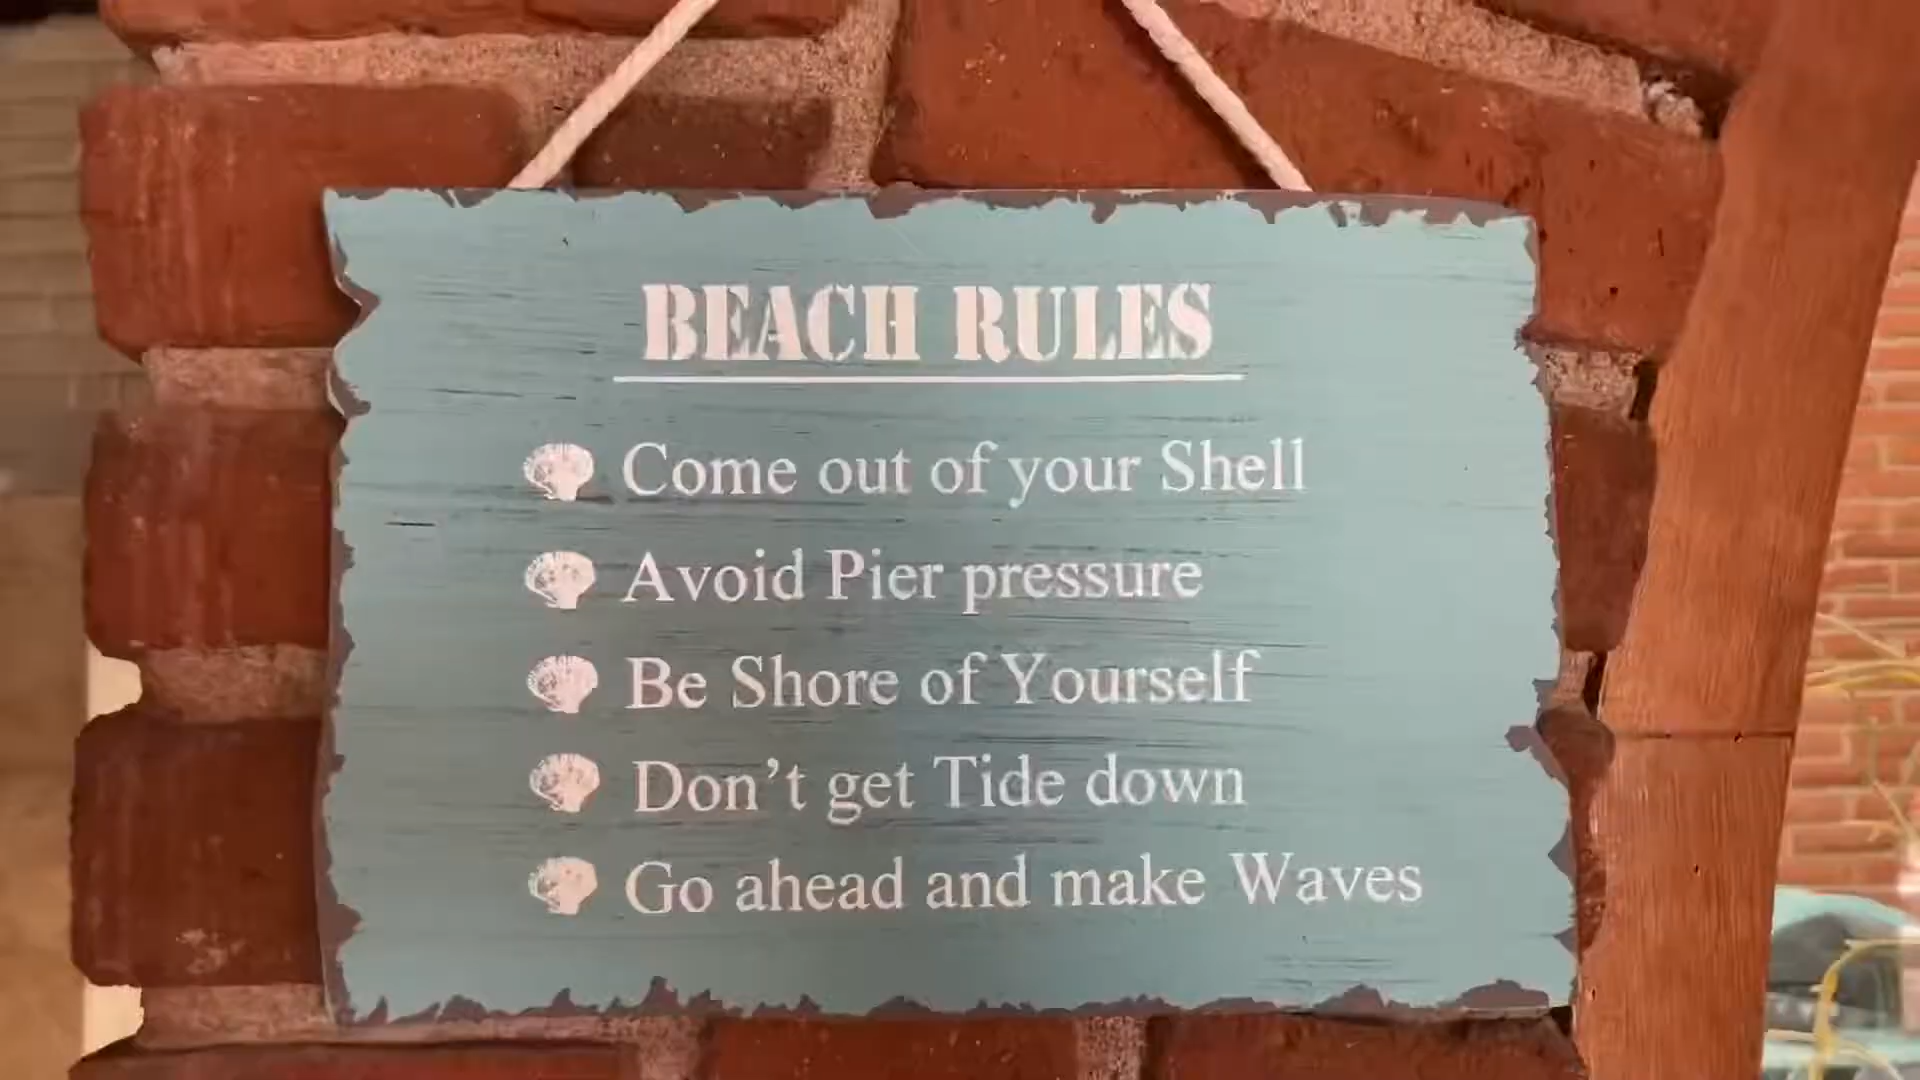 BEACH RULES
Come out of your Shell
Avoid Pier pressure
Be Shore of Yourself
Don’t get Tide down
Go ahead and make Waves